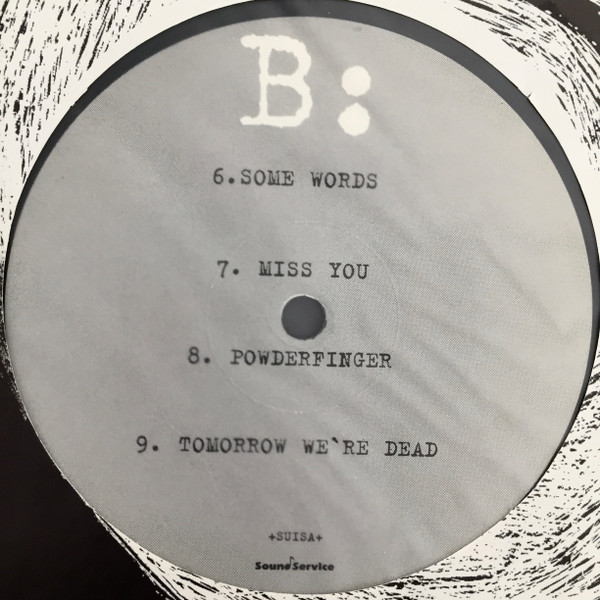 B:
6.SOME WORDS
7. MISS YOU
8. POWDERFINGER
9. TOMORROW WE`RE DEAD
+SUISA+
SoundService